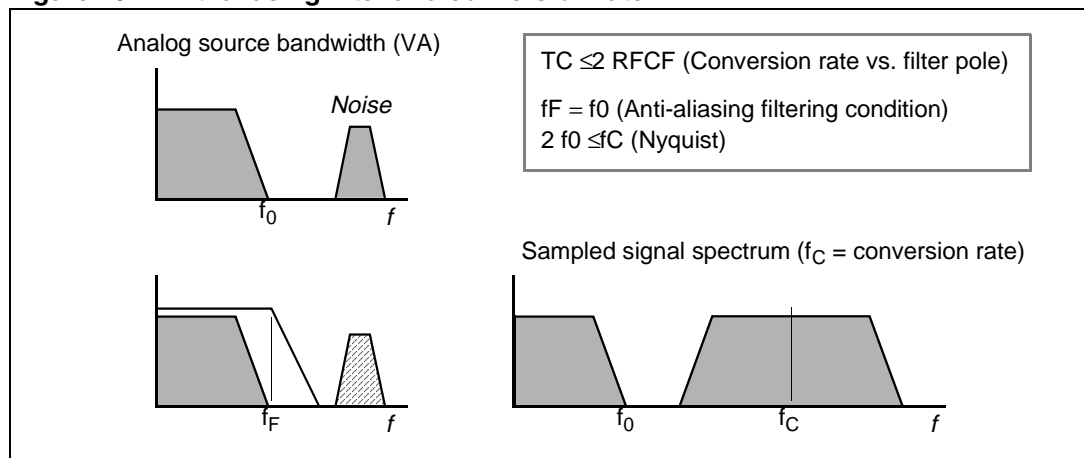 Analog source bandwidth (VA)
TC ≤2 RFCF (Conversion rate vs. filter pole)
fF = f0 (Anti-aliasing filtering condition)
2 f0 ≤fC (Nyquist)
Noise
f0
f
Sampled signal spectrum (fC = conversion rate)
fF
f
f0
fC
f